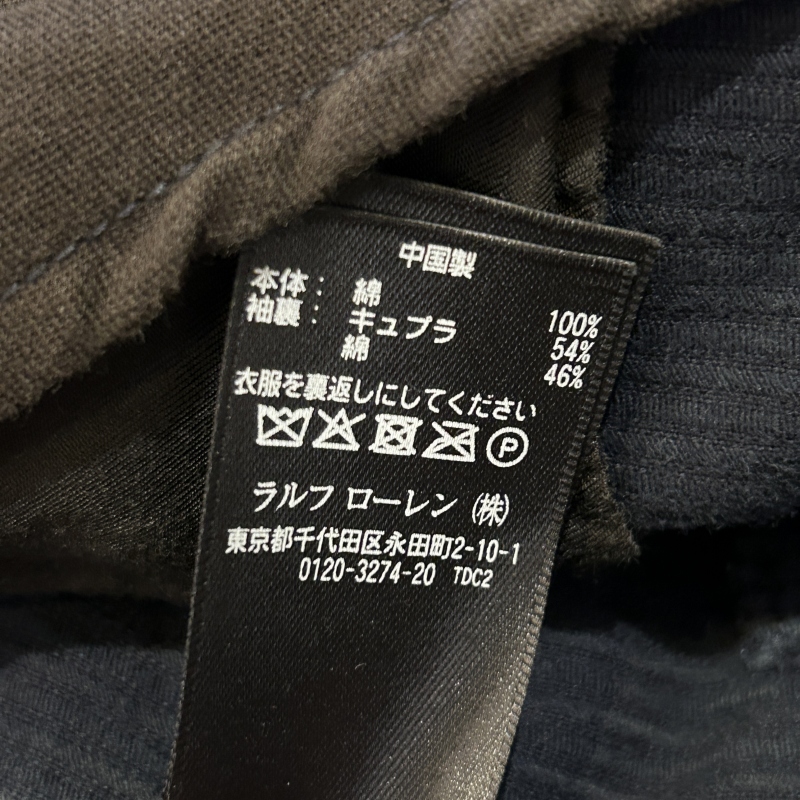 中国製
本体： 綿 100%
袖裏： キュプラ 54%
綿 46%
衣服を裏返しにしてください
P
ラルフ ローレン (株)
東京都千代田区永田町2-10-1
0120-3274-20 TDC2